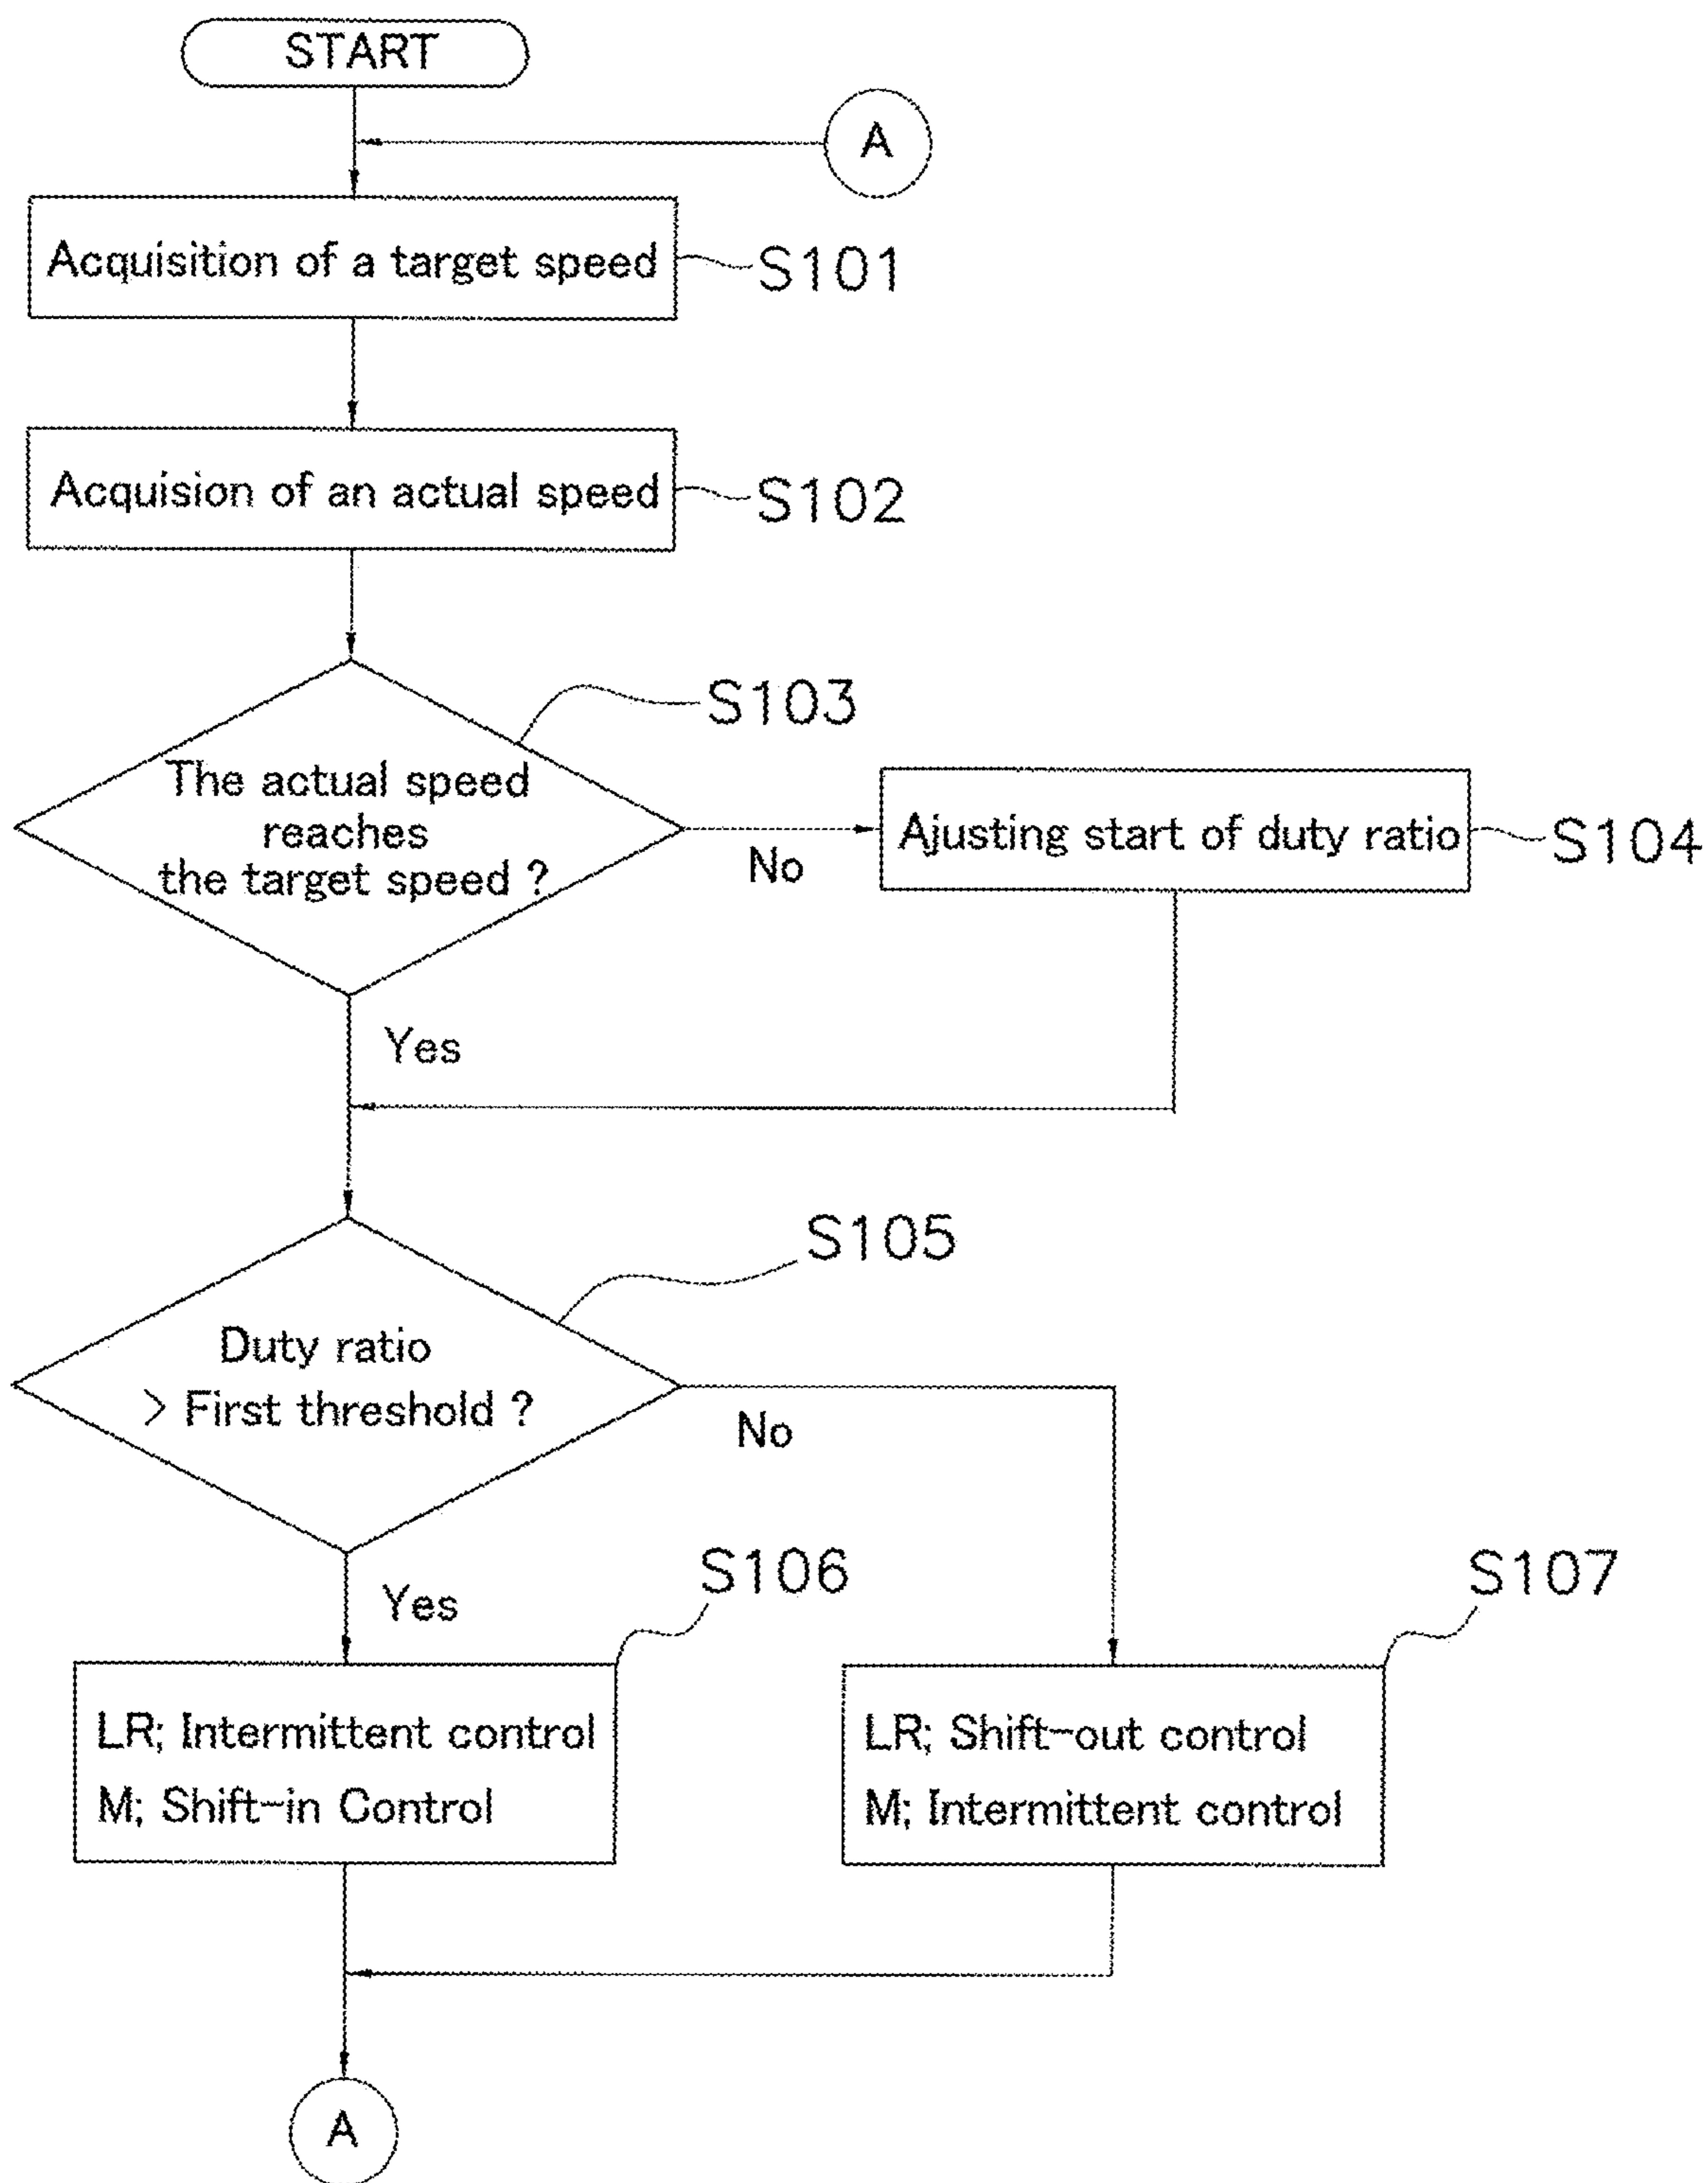 START
A
Acquisition of a target speed
S101
Acquision of an actual speed
S102
S103
The actual speed
reaches
the target speed ?
No
Ajusting start of duty ratio
S104
Yes
S105
Duty ratio
> First threshold ?
No
Yes
S106
S107
LR; Intermittent control
M; Shift-in Control
LR; Shift-out control
M; Intermittent control
A